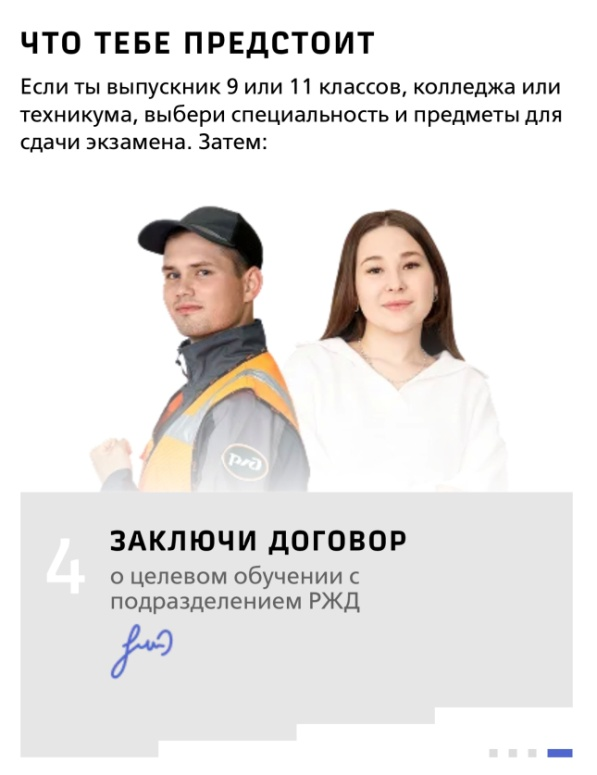 ЧТО ТЕБЕ ПРЕДСТОИТ
Если ты выпускник 9 или 11 классов, колледжа или
техникума, выбери специальность и предметы для
сдачи экзамена. Затем:
4
ЗАКЛЮЧИ ДОГОВОР
о целевом обучении с
подразделением РЖД